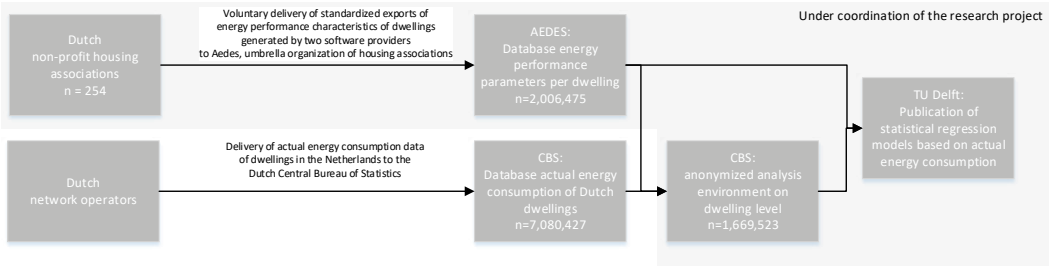 Under coordination of the research project
Dutch
non-profit housing
associations
n = 254
Voluntary delivery of standardized exports of
energy performance characteristics of dwellings
generated by two software providers
to Aedes, umbrella organization of housing associations
AEDES:
Database energy
performance
parameters per dwelling
n=2,006,475
TU Delft:
Publication of
statistical regression
models based on actual
energy consumption
Dutch
network operators
Delivery of actual energy consumption data
of dwellings in the Netherlands to the
Dutch Central Bureau of Statistics
CBS:
Database actual energy
consumption of Dutch
dwellings
n=7,080,427
CBS:
anonymized analysis
environment on
dwelling level
n=1,669,523